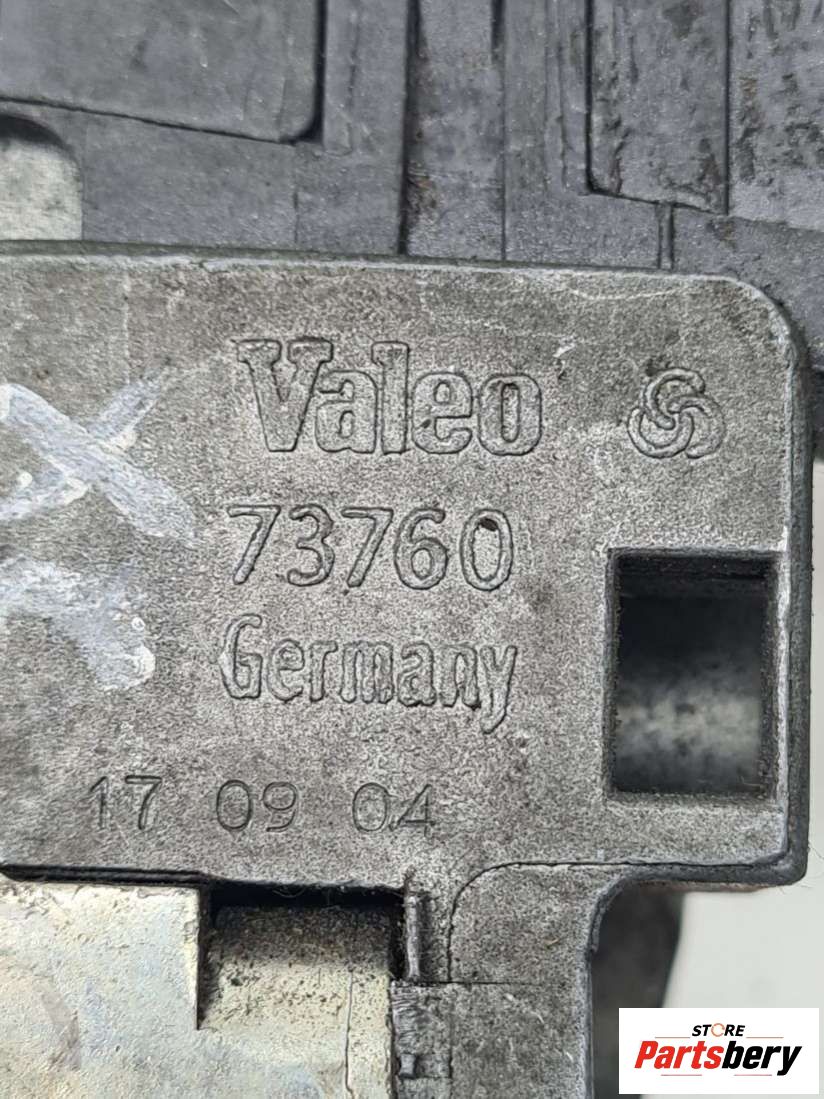 Valeo
73760
Germany
17 09 04
STORE
Partsbery